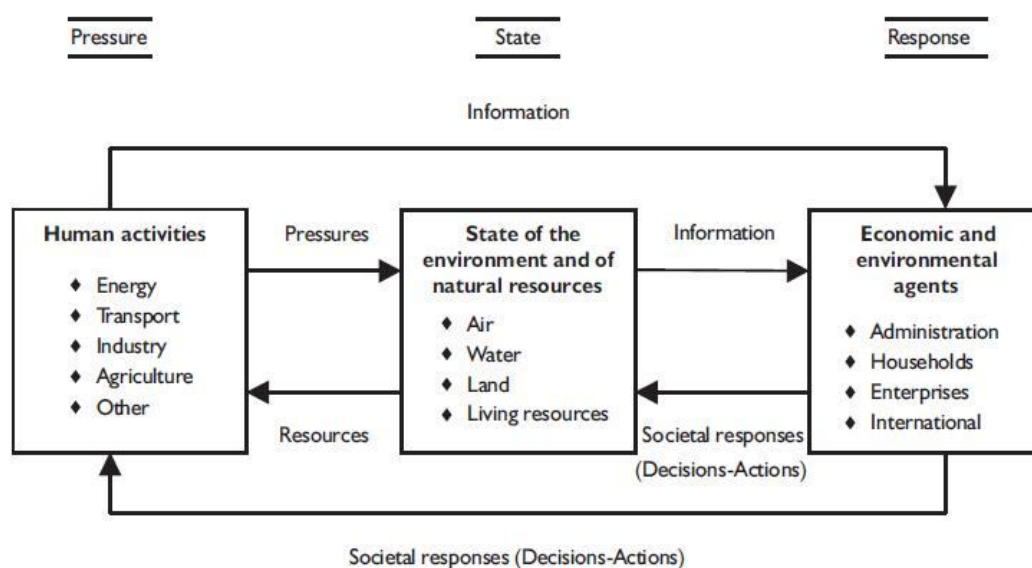 Pressure
State
Response
Information
Human activities
♦ Energy
♦ Transport
♦ Industry
♦ Agriculture
♦ Other
Pressures
Resources
State of the
environment and of
natural resources
♦ Air
♦ Water
♦ Land
♦ Living resources
Information
Societal responses
(Decisions-Actions)
Economic and
environmental
agents
♦ Administration
♦ Households
♦ Enterprises
♦ International
Societal responses (Decisions-Actions)